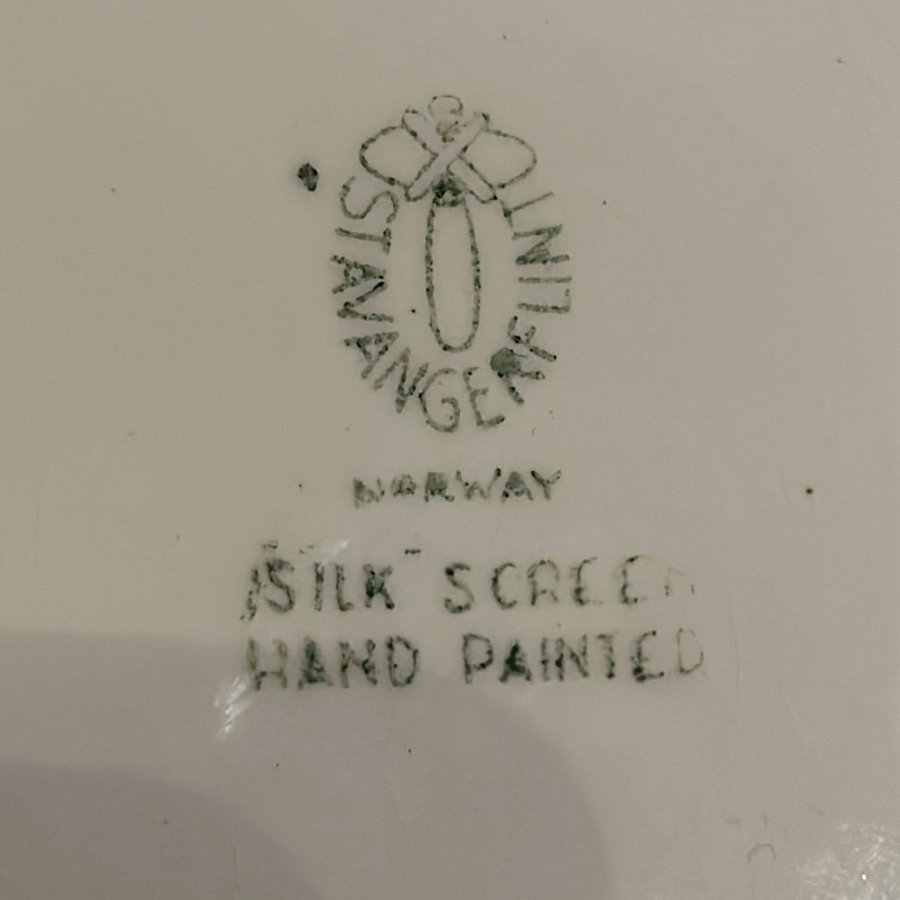 STAVANGERFLINT
NORWAY
SILK SCREEN
HAND PAINTED